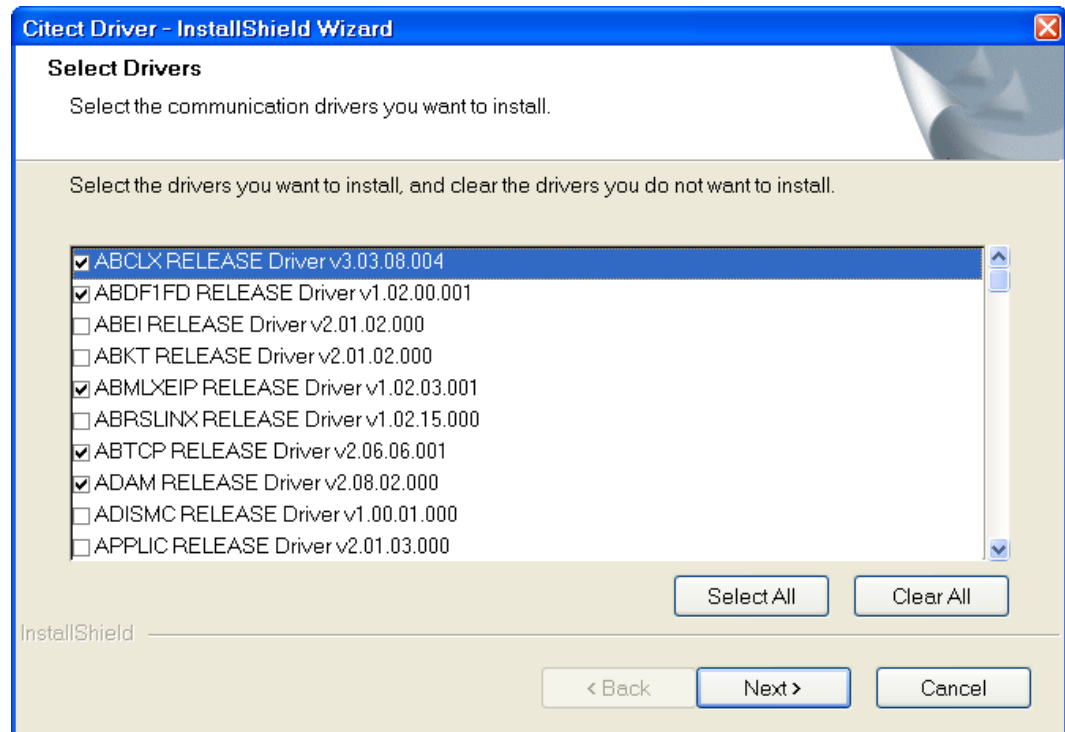 Citect Driver - InstallShield Wizard
Select Drivers
Select the communication drivers you want to install.
Select the drivers you want to install, and clear the drivers you do not want to install.
ABCLX RELEASE Driver v3.03.08.004
ABDF1FD RELEASE Driver v1.02.00.001
ABEI RELEASE Driver v2.01.02.000
ABKT RELEASE Driver v2.01.02.000
ABMLXEIP RELEASE Driver v1.02.03.001
ABRSLINX RELEASE Driver v1.02.15.000
ABTCP RELEASE Driver v2.06.06.001
ADAM RELEASE Driver v2.08.02.000
ADISMC RELEASE Driver v1.00.01.000
APPLIC RELEASE Driver v2.01.03.000
Select All Clear All
InstallShield
< Back Next > Cancel